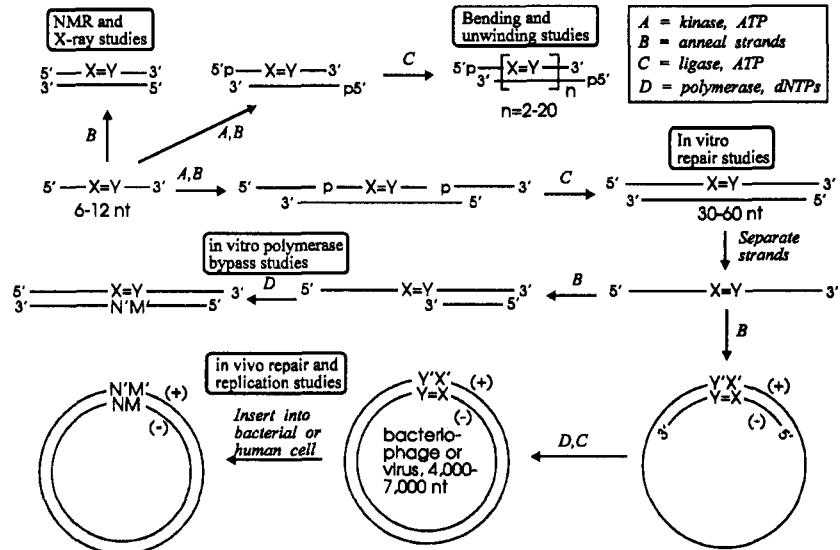 NMR and
X-ray studies
5′ —X=Y— 3′
3′ 5′
5′p —X=Y— 3′
3′ p5′
C
Bending and
unwinding studies
5′p [X=Y] 3′
3′ p5′
n
n=2-20
A = kinase, ATP
B = anneal strands
C = ligase, ATP
D = polymerase, dNTPs
B
A,B
5′ —X=Y— 3′
6-12 nt
A,B
p —X=Y— p 3′
3′ 5′
C
In vitro
repair studies
5′ X=Y 3′
3′ 5′
30-60 nt
Separate
strands
in vitro polymerase
bypass studies
5′ X=Y 3′
3′ N′M′ 5′
D
5′ X=Y 3′
3′ 5′
B
5′ X=Y 3′
B
in vivo repair and
replication studies
N′M′ (+)
NM (-)
Insert into
bacterial or
human cell
Y′X′ (+)
Y=X (-)
bacterio-
phage or
virus, 4,000-
7,000 nt
D,C
Y′X′ (+)
Y=X (-)
3′ 5′